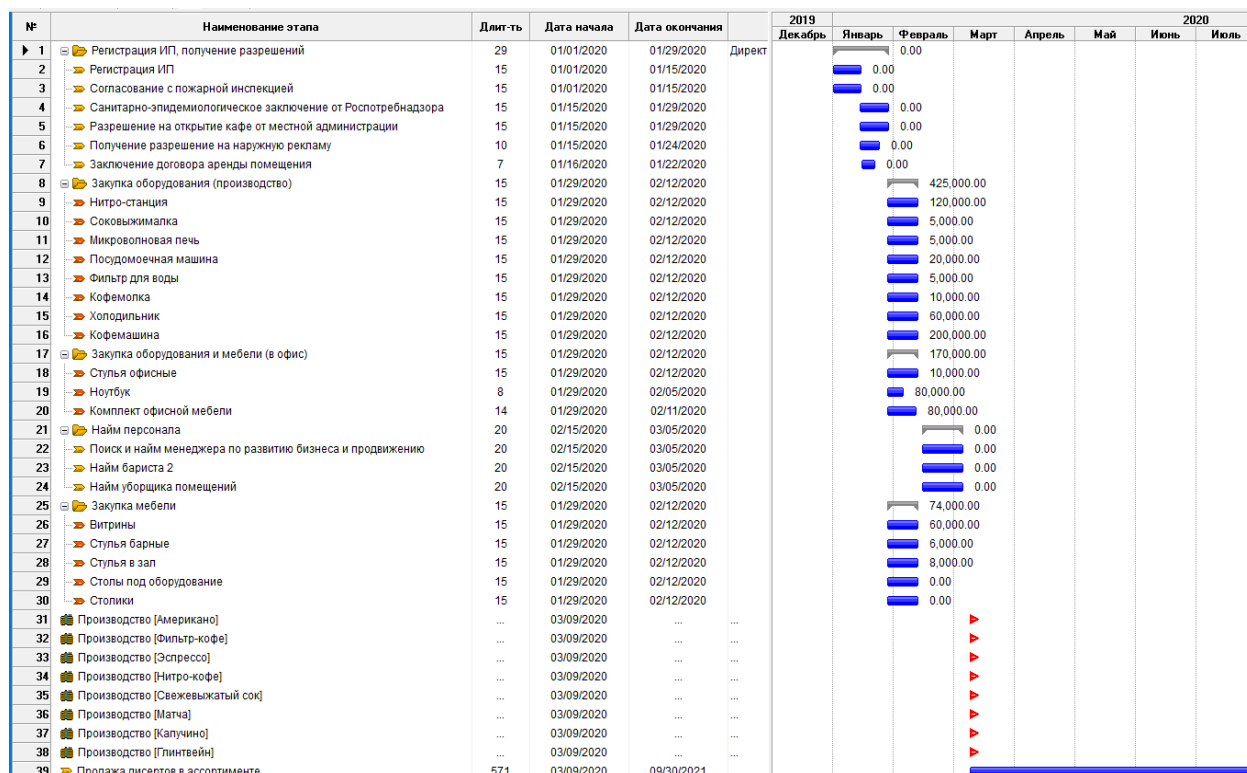 № Наименование этапа Длит-ть Дата начала Дата окончания 2019 2020
Декабрь Январь Февраль Март Апрель Май Июнь Июль
1 Регистрация ИП, получение разрешений 29 01/01/2020 01/29/2020 Директ 0.00
2 Регистрация ИП 15 01/01/2020 01/15/2020 0.00
3 Согласование с пожарной инспекцией 15 01/01/2020 01/15/2020 0.00
4 Санитарно-эпидемиологическое заключение от Роспотребнадзора 15 01/15/2020 01/29/2020 0.00
5 Разрешение на открытие кафе от местной администрации 15 01/15/2020 01/29/2020 0.00
6 Получение разрешение на наружную рекламу 10 01/15/2020 01/24/2020 0.00
7 Заключение договора аренды помещения 7 01/16/2020 01/22/2020 0.00
8 Закупка оборудования (производство) 15 01/29/2020 02/12/2020 425,000.00
9 Нитро-станция 15 01/29/2020 02/12/2020 120,000.00
10 Соковыжималка 15 01/29/2020 02/12/2020 5,000.00
11 Микроволновая печь 15 01/29/2020 02/12/2020 5,000.00
12 Посудомоечная машина 15 01/29/2020 02/12/2020 20,000.00
13 Фильтр для воды 15 01/29/2020 02/12/2020 5,000.00
14 Кофемолка 15 01/29/2020 02/12/2020 10,000.00
15 Холодильник 15 01/29/2020 02/12/2020 60,000.00
16 Кофемашина 15 01/29/2020 02/12/2020 200,000.00
17 Закупка оборудования и мебели (в офис) 15 01/29/2020 02/12/2020 170,000.00
18 Стулья офисные 15 01/29/2020 02/12/2020 10,000.00
19 Ноутбук 8 01/29/2020 02/05/2020 80,000.00
20 Комплект офисной мебели 14 01/29/2020 02/11/2020 80,000.00
21 Найм персонала 20 02/15/2020 03/05/2020 0.00
22 Поиск и найм менеджера по развитию бизнеса и продвижению 20 02/15/2020 03/05/2020 0.00
23 Найм бариста 2 20 02/15/2020 03/05/2020 0.00
24 Найм уборщика помещений 20 02/15/2020 03/05/2020 0.00
25 Закупка мебели 15 01/29/2020 02/12/2020 74,000.00
26 Витрины 15 01/29/2020 02/12/2020 60,000.00
27 Стулья барные 15 01/29/2020 02/12/2020 6,000.00
28 Стулья в зал 15 01/29/2020 02/12/2020 8,000.00
29 Столы под оборудование 15 01/29/2020 02/12/2020 0.00
30 Столики 15 01/29/2020 02/12/2020 0.00
31 Производство [Американо] ... 03/09/2020 ... ...
32 Производство [Фильтр-кофе] ... 03/09/2020 ... ...
33 Производство [Эспрессо] ... 03/09/2020 ... ...
34 Производство [Нитро-кофе] ... 03/09/2020 ... ...
35 Производство [Свежевыжатый сок] ... 03/09/2020 ... ...
36 Производство [Матча] ... 03/09/2020 ... ...
37 Производство [Капучино] ... 03/09/2020 ... ...
38 Производство [Глинтвейн] ... 03/09/2020 ... ...
39 Продажа дисертов в ассортименте 571 03/09/2020 09/30/2021